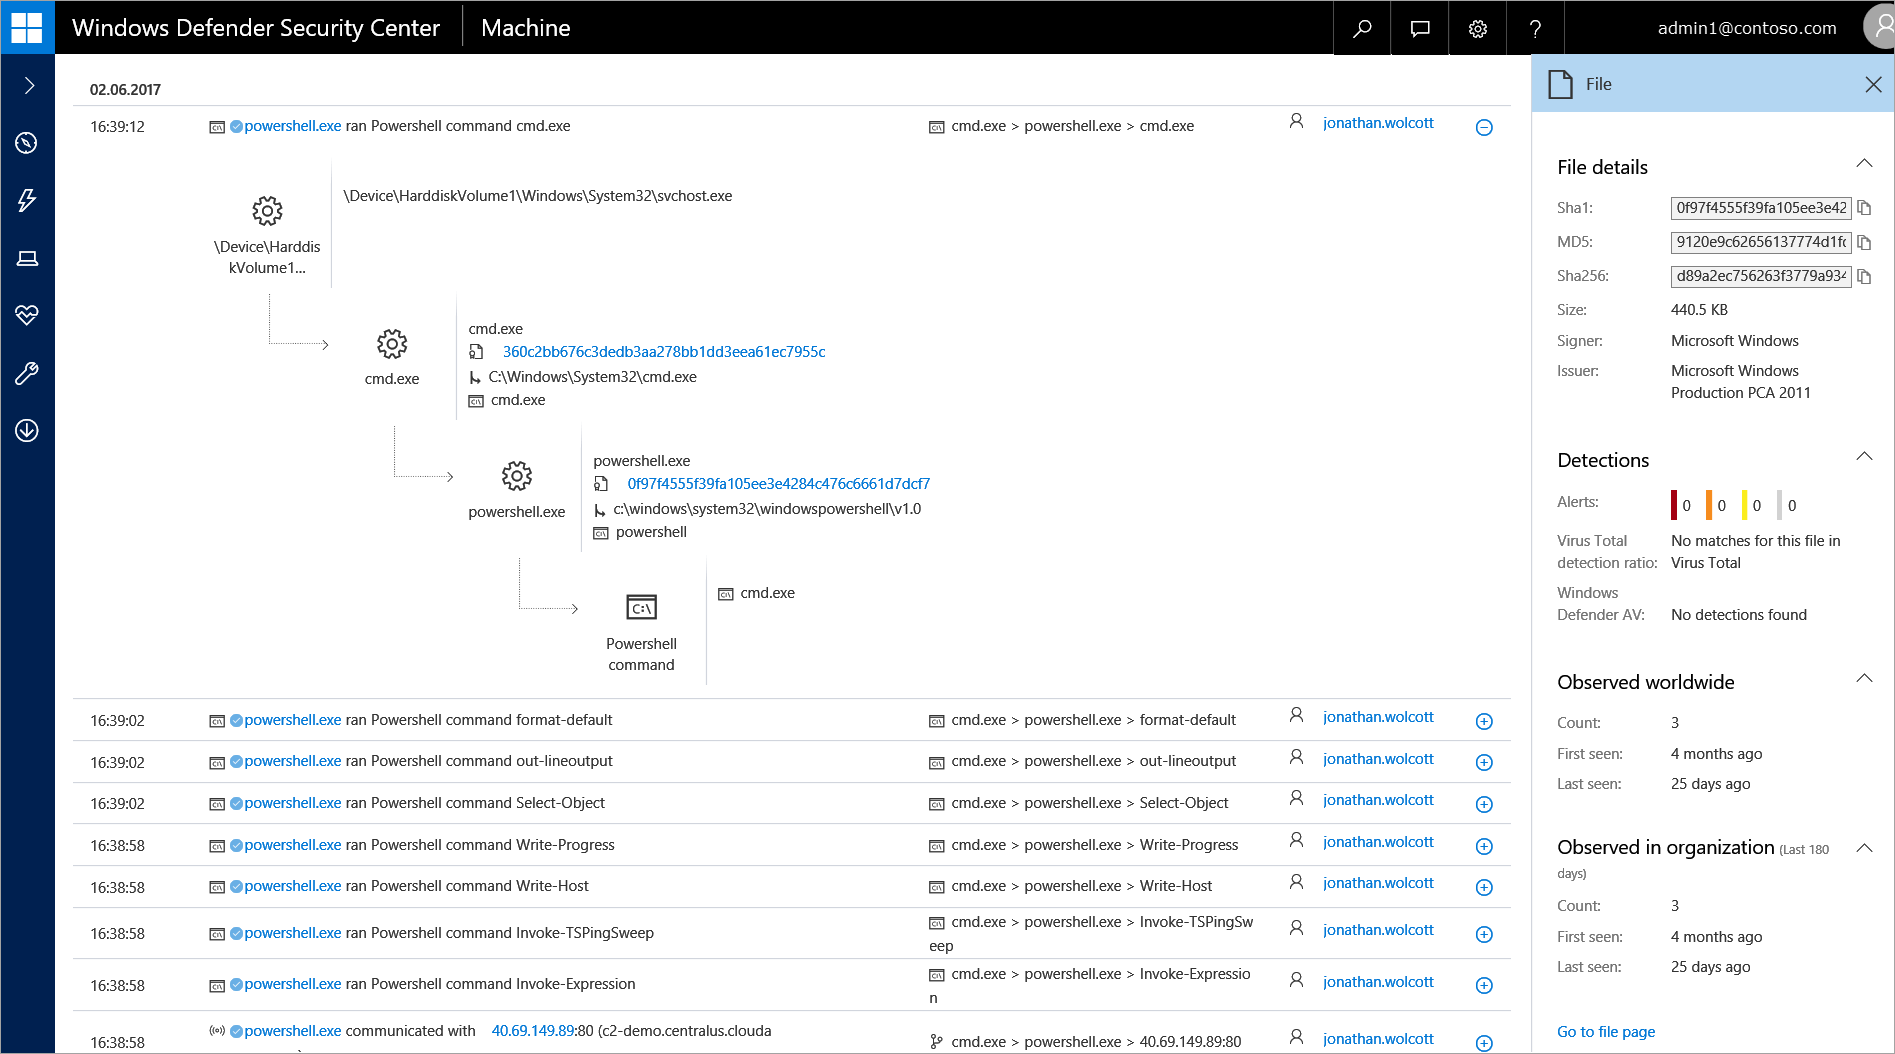 Windows Defender Security Center
Machine
admin1@contoso.com
02.06.2017
16:39:12
powershell.exe ran Powershell command cmd.exe
cmd.exe > powershell.exe > cmd.exe
jonathan.wolcott
\Device\HarddiskVolume1\Windows\System32\svchost.exe
\Device\Harddis
kVolume1...
cmd.exe
cmd.exe
360c2bb676c3dedb3aa278bb1dd3eea61ec7955c
C:\Windows\System32\cmd.exe
cmd.exe
powershell.exe
powershell.exe
0f97f4555f39fa105ee3e4284c476c6661d7dcf7
c:\windows\system32\windowspowershell\v1.0
powershell
C:\
Powershell
command
cmd.exe
16:39:02
powershell.exe ran Powershell command format-default
cmd.exe > powershell.exe > format-default
jonathan.wolcott
16:39:02
powershell.exe ran Powershell command out-lineoutput
cmd.exe > powershell.exe > out-lineoutput
jonathan.wolcott
16:39:02
powershell.exe ran Powershell command Select-Object
cmd.exe > powershell.exe > Select-Object
jonathan.wolcott
16:38:58
powershell.exe ran Powershell command Write-Progress
cmd.exe > powershell.exe > Write-Progress
jonathan.wolcott
16:38:58
powershell.exe ran Powershell command Write-Host
cmd.exe > powershell.exe > Write-Host
jonathan.wolcott
16:38:58
powershell.exe ran Powershell command Invoke-TSPingSweep
cmd.exe > powershell.exe > Invoke-TSPingSw
eep
jonathan.wolcott
16:38:58
powershell.exe ran Powershell command Invoke-Expression
cmd.exe > powershell.exe > Invoke-Expressio
n
jonathan.wolcott
16:38:58
powershell.exe communicated with 40.69.149.89:80 (c2-demo.centralus.clouda
cmd.exe > powershell.exe > 40.69.149.89:80
jonathan.wolcott
File
File details
Sha1: 0f97f4555f39fa105ee3e42
MD5: 9120e9c62656137774d1f
Sha256: d89a2ec756263f3779a934
Size: 440.5 KB
Signer: Microsoft Windows
Issuer: Microsoft Windows
Production PCA 2011
Detections
Alerts: 0 0 0 0
Virus Total
detection ratio:
No matches for this file in
Virus Total
Windows
Defender AV: No detections found
Observed worldwide
Count: 3
First seen: 4 months ago
Last seen: 25 days ago
Observed in organization (Last 180
days)
Count: 3
First seen: 4 months ago
Last seen: 25 days ago
Go to file page